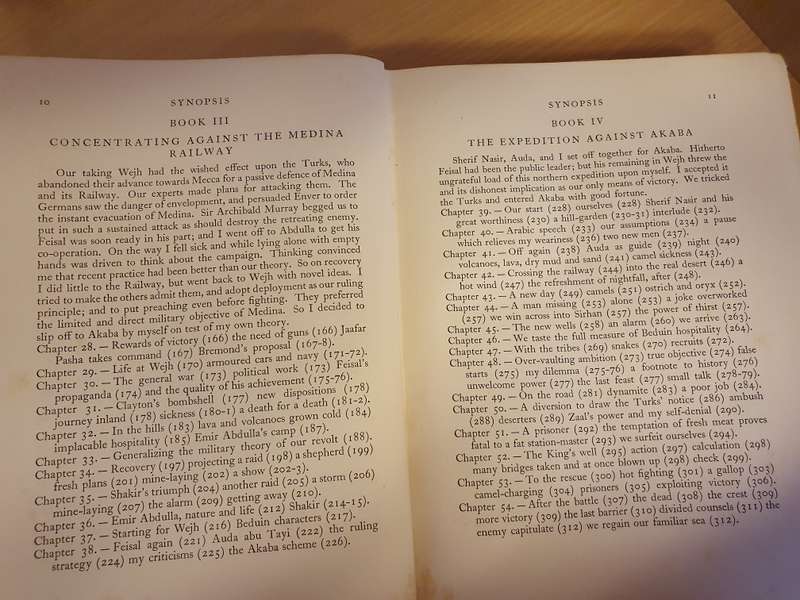 10
SYNOPSIS
BOOK III
CONCENTRATING AGAINST THE MEDINA
RAILWAY
Our taking Wejh had the wished effect upon the Turks, who
abandoned their advance towards Mecca for a passive defence of Medina
and its Railway. Our experts made plans for attacking them. The
Germans saw the danger of envelopment, and persuaded Enver to order
the instant evacuation of Medina. Sir Archibald Murray begged us to
put in such a sustained attack as should destroy the retreating enemy.
Feisal was soon ready in his part; and I went off to Abdulla to get his
co-operation. On the way I fell sick and while lying alone with empty
hands was driven to think about the campaign. Thinking convinced
me that recent practice had been better than our theory. So on recovery
I did little to the Railway, but went back to Wejh with novel ideas. I
tried to make the others admit them, and adopt deployment as our ruling
principle; and to put preaching even before fighting. They preferred
the limited and direct military objective of Medina. So I decided to
slip off to Akaba by myself on test of my own theory.
Chapter 28. — Rewards of victory (166) the need of guns (166) Jaafar
Pasha takes command (167) Bremond's proposal (167-8).
Chapter 29. — Life at Wejh (170) armoured cars and navy (171-72).
Chapter 30. — The general war (173) political work (173) Feisal's
propaganda (174) and the quality of his achievement (175-76).
Chapter 31. — Clayton's bombshell (177) new dispositions (178)
journey inland (178) sickness (180-1) a death for a death (181-2).
Chapter 32. — In the hills (183) lava and volcanoes grown cold (184)
implacable hospitality (185) Emir Abdulla's camp (187).
Chapter 33. — Generalizing the military theory of our revolt (188).
Chapter 34. — Recovery (197) projecting a raid (198) a shepherd (199)
fresh plans (201) mine-laying (202) a show (202-3).
Chapter 35. — Shakir's triumph (204) another raid (205) a storm (206)
mine-laying (207) the alarm (209) getting away (210).
Chapter 36. — Emir Abdulla, nature and life (212) Shakir (214-15).
Chapter 37. — Starting for Wejh (216) Beduin characters (217).
Chapter 38. — Feisal again (221) Auda abu Tayi (222) the ruling
strategy (224) my criticisms (225) the Akaba scheme (226).
SYNOPSIS
11
BOOK IV
THE EXPEDITION AGAINST AKABA
Sherif Nasir, Auda, and I set off together for Akaba. Hitherto
Feisal had been the public leader; but his remaining in Wejh threw the
ungrateful load of this northern expedition upon myself. I accepted it
and its dishonest implication as our only means of victory. We tricked
the Turks and entered Akaba with good fortune.
Chapter 39. — Our start (228) ourselves (228) Sherif Nasir and his
great worthiness (230) a hill-garden (230-31) interlude (232).
Chapter 40. — Arabic speech (233) our assumptions (234) a pause
which relieves my weariness (236) two new men (237).
Chapter 41. — Off again (238) Auda as guide (239) night (240)
volcanoes, lava, dry mud and sand (241) camel sickness (243).
Chapter 42. — Crossing the railway (244) into the real desert (246) a
hot wind (247) the refreshment of nightfall, after (248).
Chapter 43. — A new day (249) camels (251) ostrich and oryx (252).
Chapter 44. — A man missing (253) alone (253) a joke overworked
(257) we win across into Sirhan (257) the power of thirst (257).
Chapter 45. — The new wells (258) an alarm (260) we arrive (263).
Chapter 46. — We taste the full measure of Beduin hospitality (264).
Chapter 47. — With the tribes (269) snakes (270) recruits (272).
Chapter 48. — Over-vaulting ambition (273) true objective (274) false
starts (275) my dilemma (275-76) a footnote to history (276)
unwelcome power (277) the last feast (277) small talk (278-79).
Chapter 49. — On the road (281) dynamite (283) a poor job (284).
Chapter 50. — A diversion to draw the Turks' notice (286) ambush
(288) deserters (289) Zaal's power and my self-denial (290).
Chapter 51. — A prisoner (292) the temptation of fresh meat proves
fatal to a fat station-master (293) we surfeit ourselves (294).
Chapter 52. — The King's well (295) action (297) calculation (298)
many bridges taken and at once blown up (298) check (299).
Chapter 53. — To the rescue (300) hot fighting (301) a gallop (303)
camel-charging (304) prisoners (305) exploiting victory (306).
Chapter 54. — After the battle (307) the dead (308) the crest (309)
more victory (309) the last barrier (310) divided counsels (311) the
enemy capitulate (312) we regain our familiar sea (312).